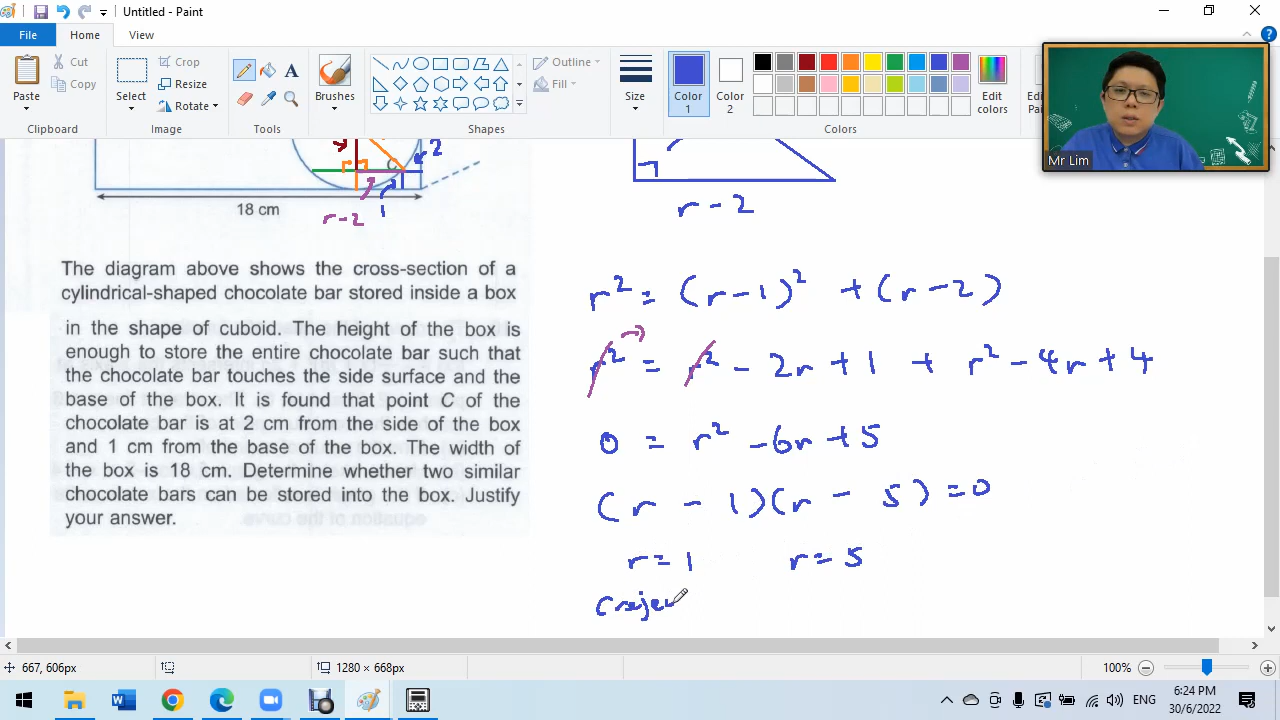 Untitled - Paint
File Home View
Paste
Cut
Copy
Clipboard
Select
Crop
Resize
Rotate
Image
A
Tools
Brushes
Outline
Fill
Shapes
Size
Color 1
Color 2
Colors
Edit colors
Edit
Mr Lim
r 2
C
18 cm
r - 2
1
r - 2
The diagram above shows the cross-section of a
cylindrical-shaped chocolate bar stored inside a box
in the shape of cuboid. The height of the box is
enough to store the entire chocolate bar such that
the chocolate bar touches the side surface and the
base of the box. It is found that point C of the
chocolate bar is at 2 cm from the side of the box
and 1 cm from the base of the box. The width of
the box is 18 cm. Determine whether two similar
chocolate bars can be stored into the box. Justify
your answer.
r² = (r - 1)² + (r - 2)
r² = r² - 2r + 1 + r² - 4r + 4
0 = r² - 6r + 5
(r - 1)(r - 5) = 0
r = 1 r = 5
(rejec
667, 606px
1280 × 668px
100%
ENG
6:24 PM
30/6/2022